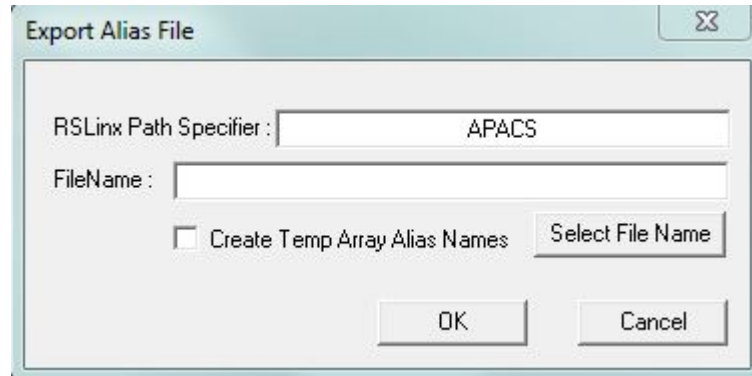 Export Alias File
RSLinx Path Specifier : APACS
FileName :
Create Temp Array Alias Names Select File Name
OK Cancel